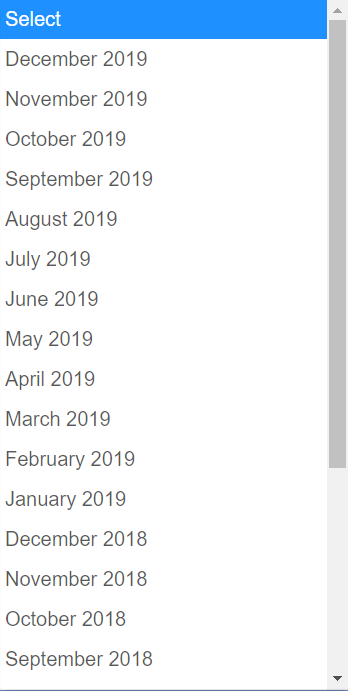 Select
December 2019
November 2019
October 2019
September 2019
August 2019
July 2019
June 2019
May 2019
April 2019
March 2019
February 2019
January 2019
December 2018
November 2018
October 2018
September 2018